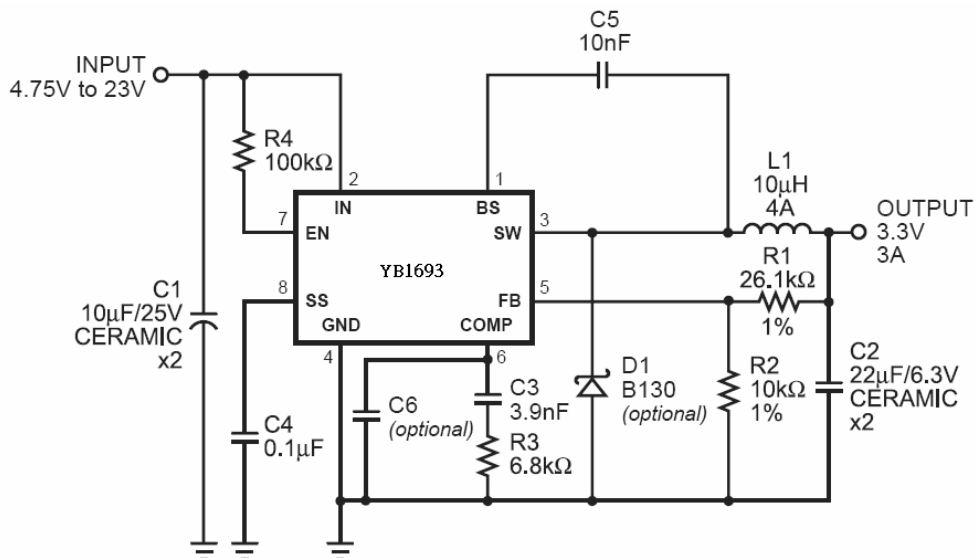 C5
10nF
INPUT
4.75V to 23V
R4
100kΩ
2
IN
1
BS
L1
10µH
4A
OUTPUT
3.3V
3A
7
EN
SW
3
YB1693
R1
26.1kΩ
1%
8
SS
FB
5
C1
10µF/25V
CERAMIC
x2
GND
COMP
4
6
D1
B130
(optional)
R2
10kΩ
1%
C2
22µF/6.3V
CERAMIC
x2
C4
0.1µF
C6
(optional)
C3
3.9nF
R3
6.8kΩ